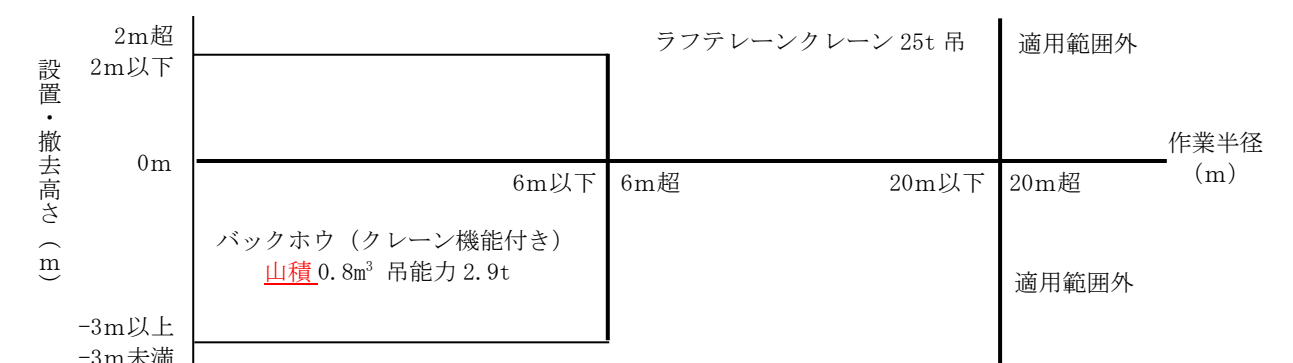 2m超
2m以下
ラフテレーンクレーン 25t 吊
適用範囲外
設置・撤去高さ(m)
0m
作業半径
(m)
6m以下
6m超
20m以下
20m超
バックホウ(クレーン機能付き)
山積 0.8m³ 吊能力 2.9t
適用範囲外
-3m以上
-3m未満